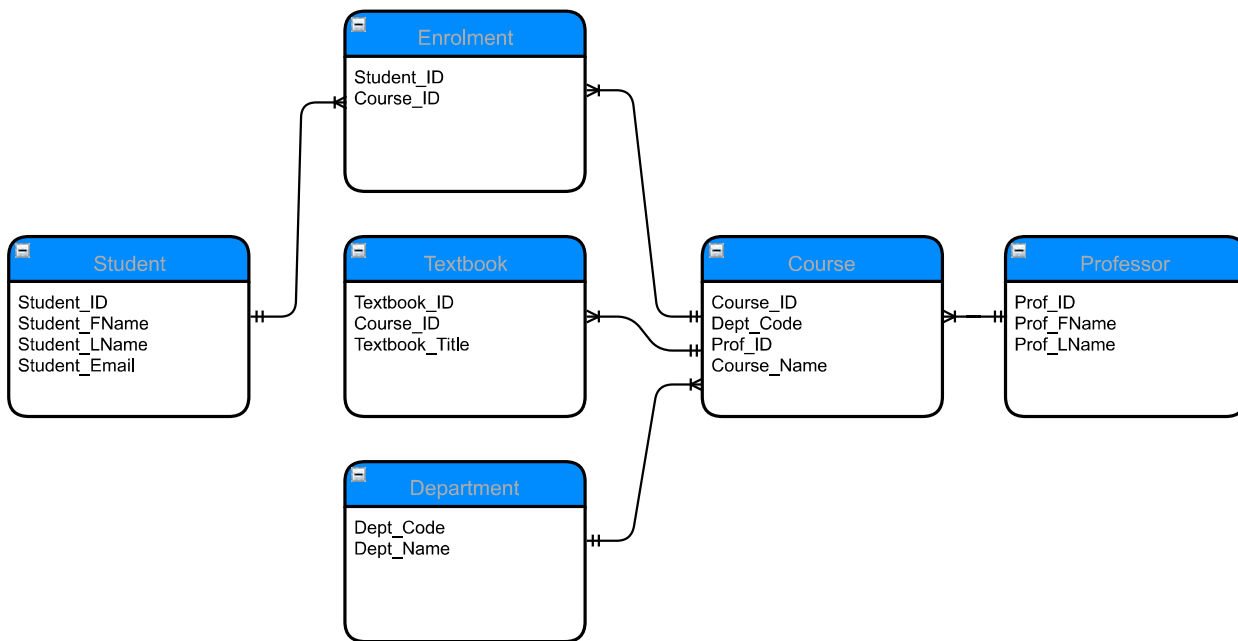 Enrolment
Student_ID
Course_ID
Student
Student_ID
Student_FName
Student_LName
Student_Email
Textbook
Textbook_ID
Course_ID
Textbook_Title
Course
Course_ID
Dept_Code
Prof_ID
Course_Name
Professor
Prof_ID
Prof_FName
Prof_LName
Department
Dept_Code
Dept_Name